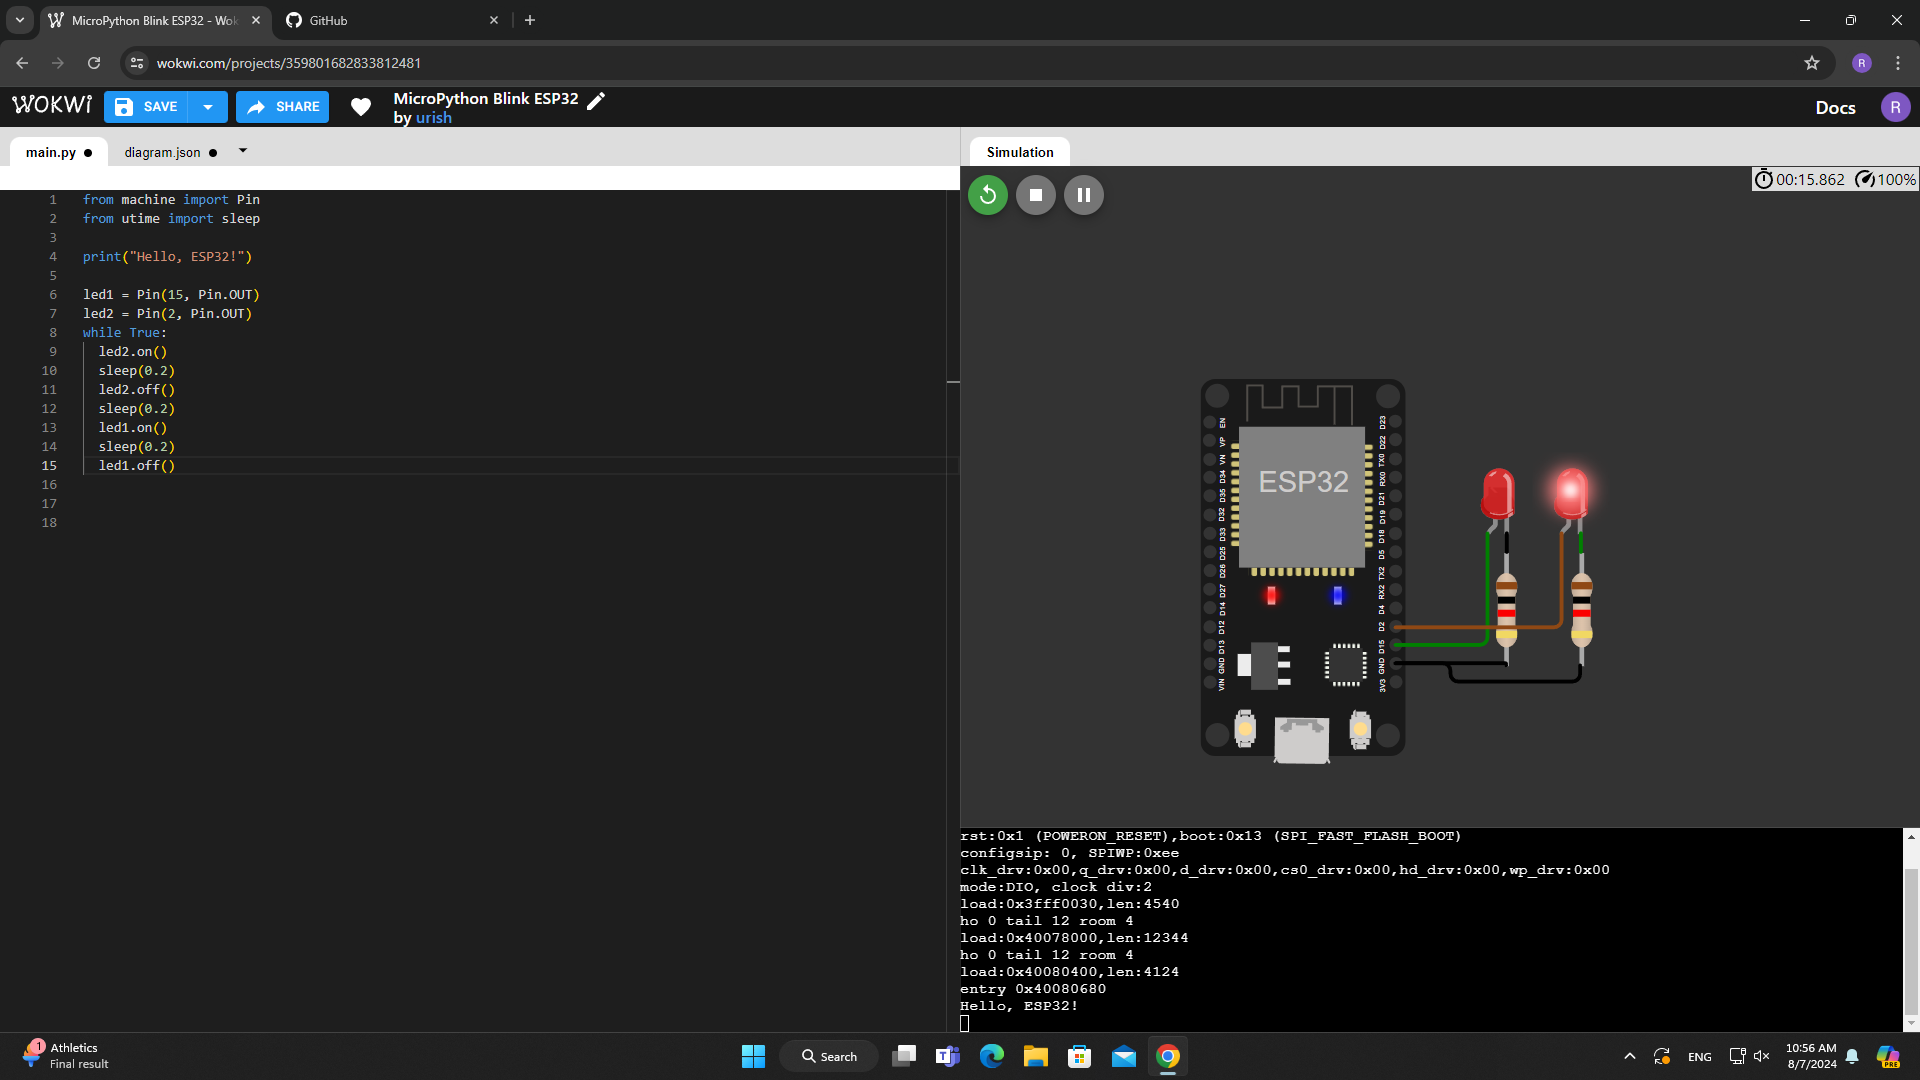 MicroPython Blink ESP32 - Wok
GitHub
wokwi.com/projects/359801682833812481
R
WOKWi
SAVE
SHARE
MicroPython Blink ESP32
by urish
Docs
R
main.py
diagram.json
Simulation
00:15.862
100%
1 from machine import Pin
2 from utime import sleep
3
4 print("Hello, ESP32!")
5
6 led1 = Pin(15, Pin.OUT)
7 led2 = Pin(2, Pin.OUT)
8 while True:
9 led2.on()
10 sleep(0.2)
11 led2.off()
12 sleep(0.2)
13 led1.on()
14 sleep(0.2)
15 led1.off()
16
17
18
ESP32
EN
VP
VN
D34
D35
D32
D33
D25
D26
D27
D14
D12
D13
GND
VIN
D23
D22
TX0
RX0
D21
D19
D18
D5
TX2
RX2
D4
D2
D15
GND
3V3
rst:0x1 (POWERON_RESET),boot:0x13 (SPI_FAST_FLASH_BOOT)
configsip: 0, SPIWP:0xee
clk_drv:0x00,q_drv:0x00,d_drv:0x00,cs0_drv:0x00,hd_drv:0x00,wp_drv:0x00
mode:DIO, clock div:2
load:0x3fff0030,len:4540
ho 0 tail 12 room 4
load:0x40078000,len:12344
ho 0 tail 12 room 4
load:0x40080400,len:4124
entry 0x40080680
Hello, ESP32!
1
Athletics
Final result
Search
ENG
10:56 AM
8/7/2024
PRE